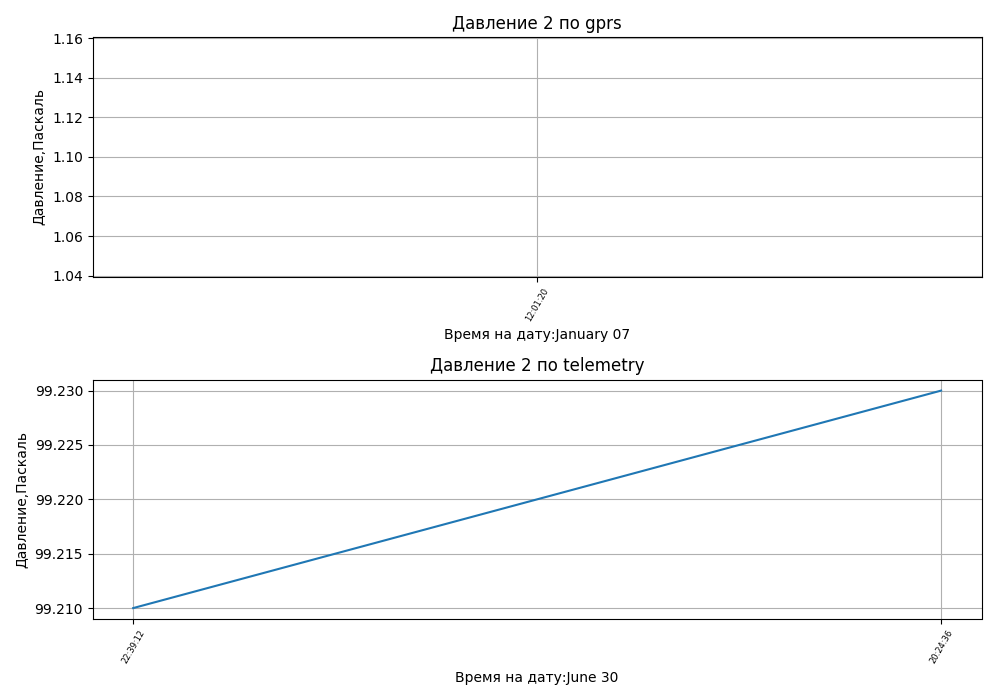 Давление 2 по gprs
1.16
1.14
1.12
1.10
1.08
1.06
1.04
Давление,Паскаль
12:01:20
Время на дату:January 07
Давление 2 по telemetry
99.230
99.225
99.220
99.215
99.210
Давление,Паскаль
22:39:12
20:24:36
Время на дату:June 30